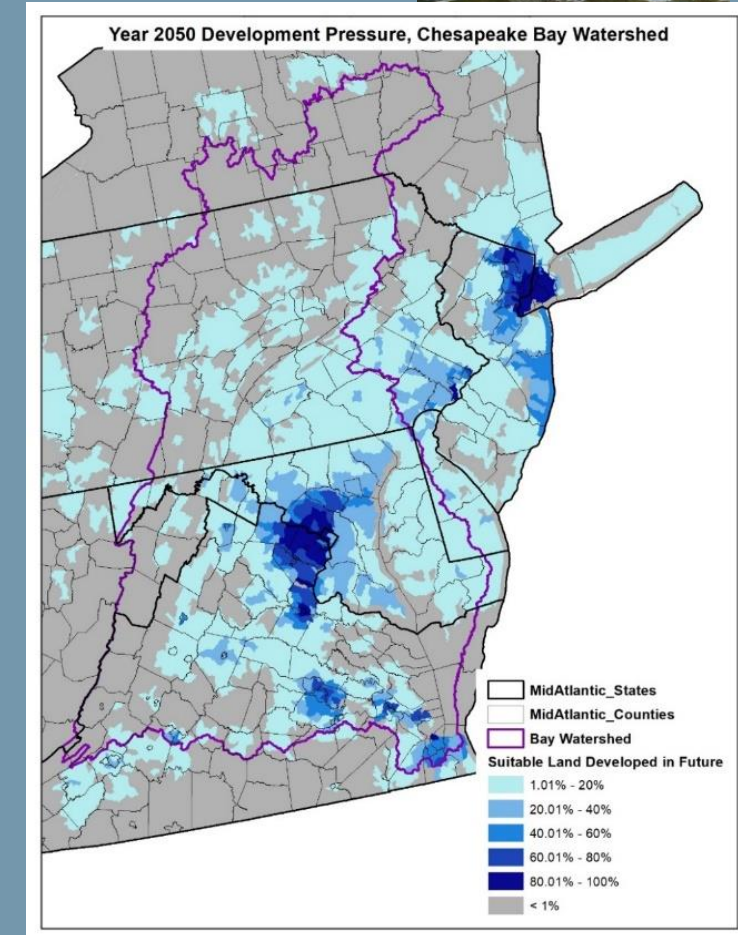 Year 2050 Development Pressure, Chesapeake Bay Watershed
MidAtlantic_States
MidAtlantic_Counties
Bay Watershed
Suitable Land Developed in Future
1.01% - 20%
20.01% - 40%
40.01% - 60%
60.01% - 80%
80.01% - 100%
< 1%